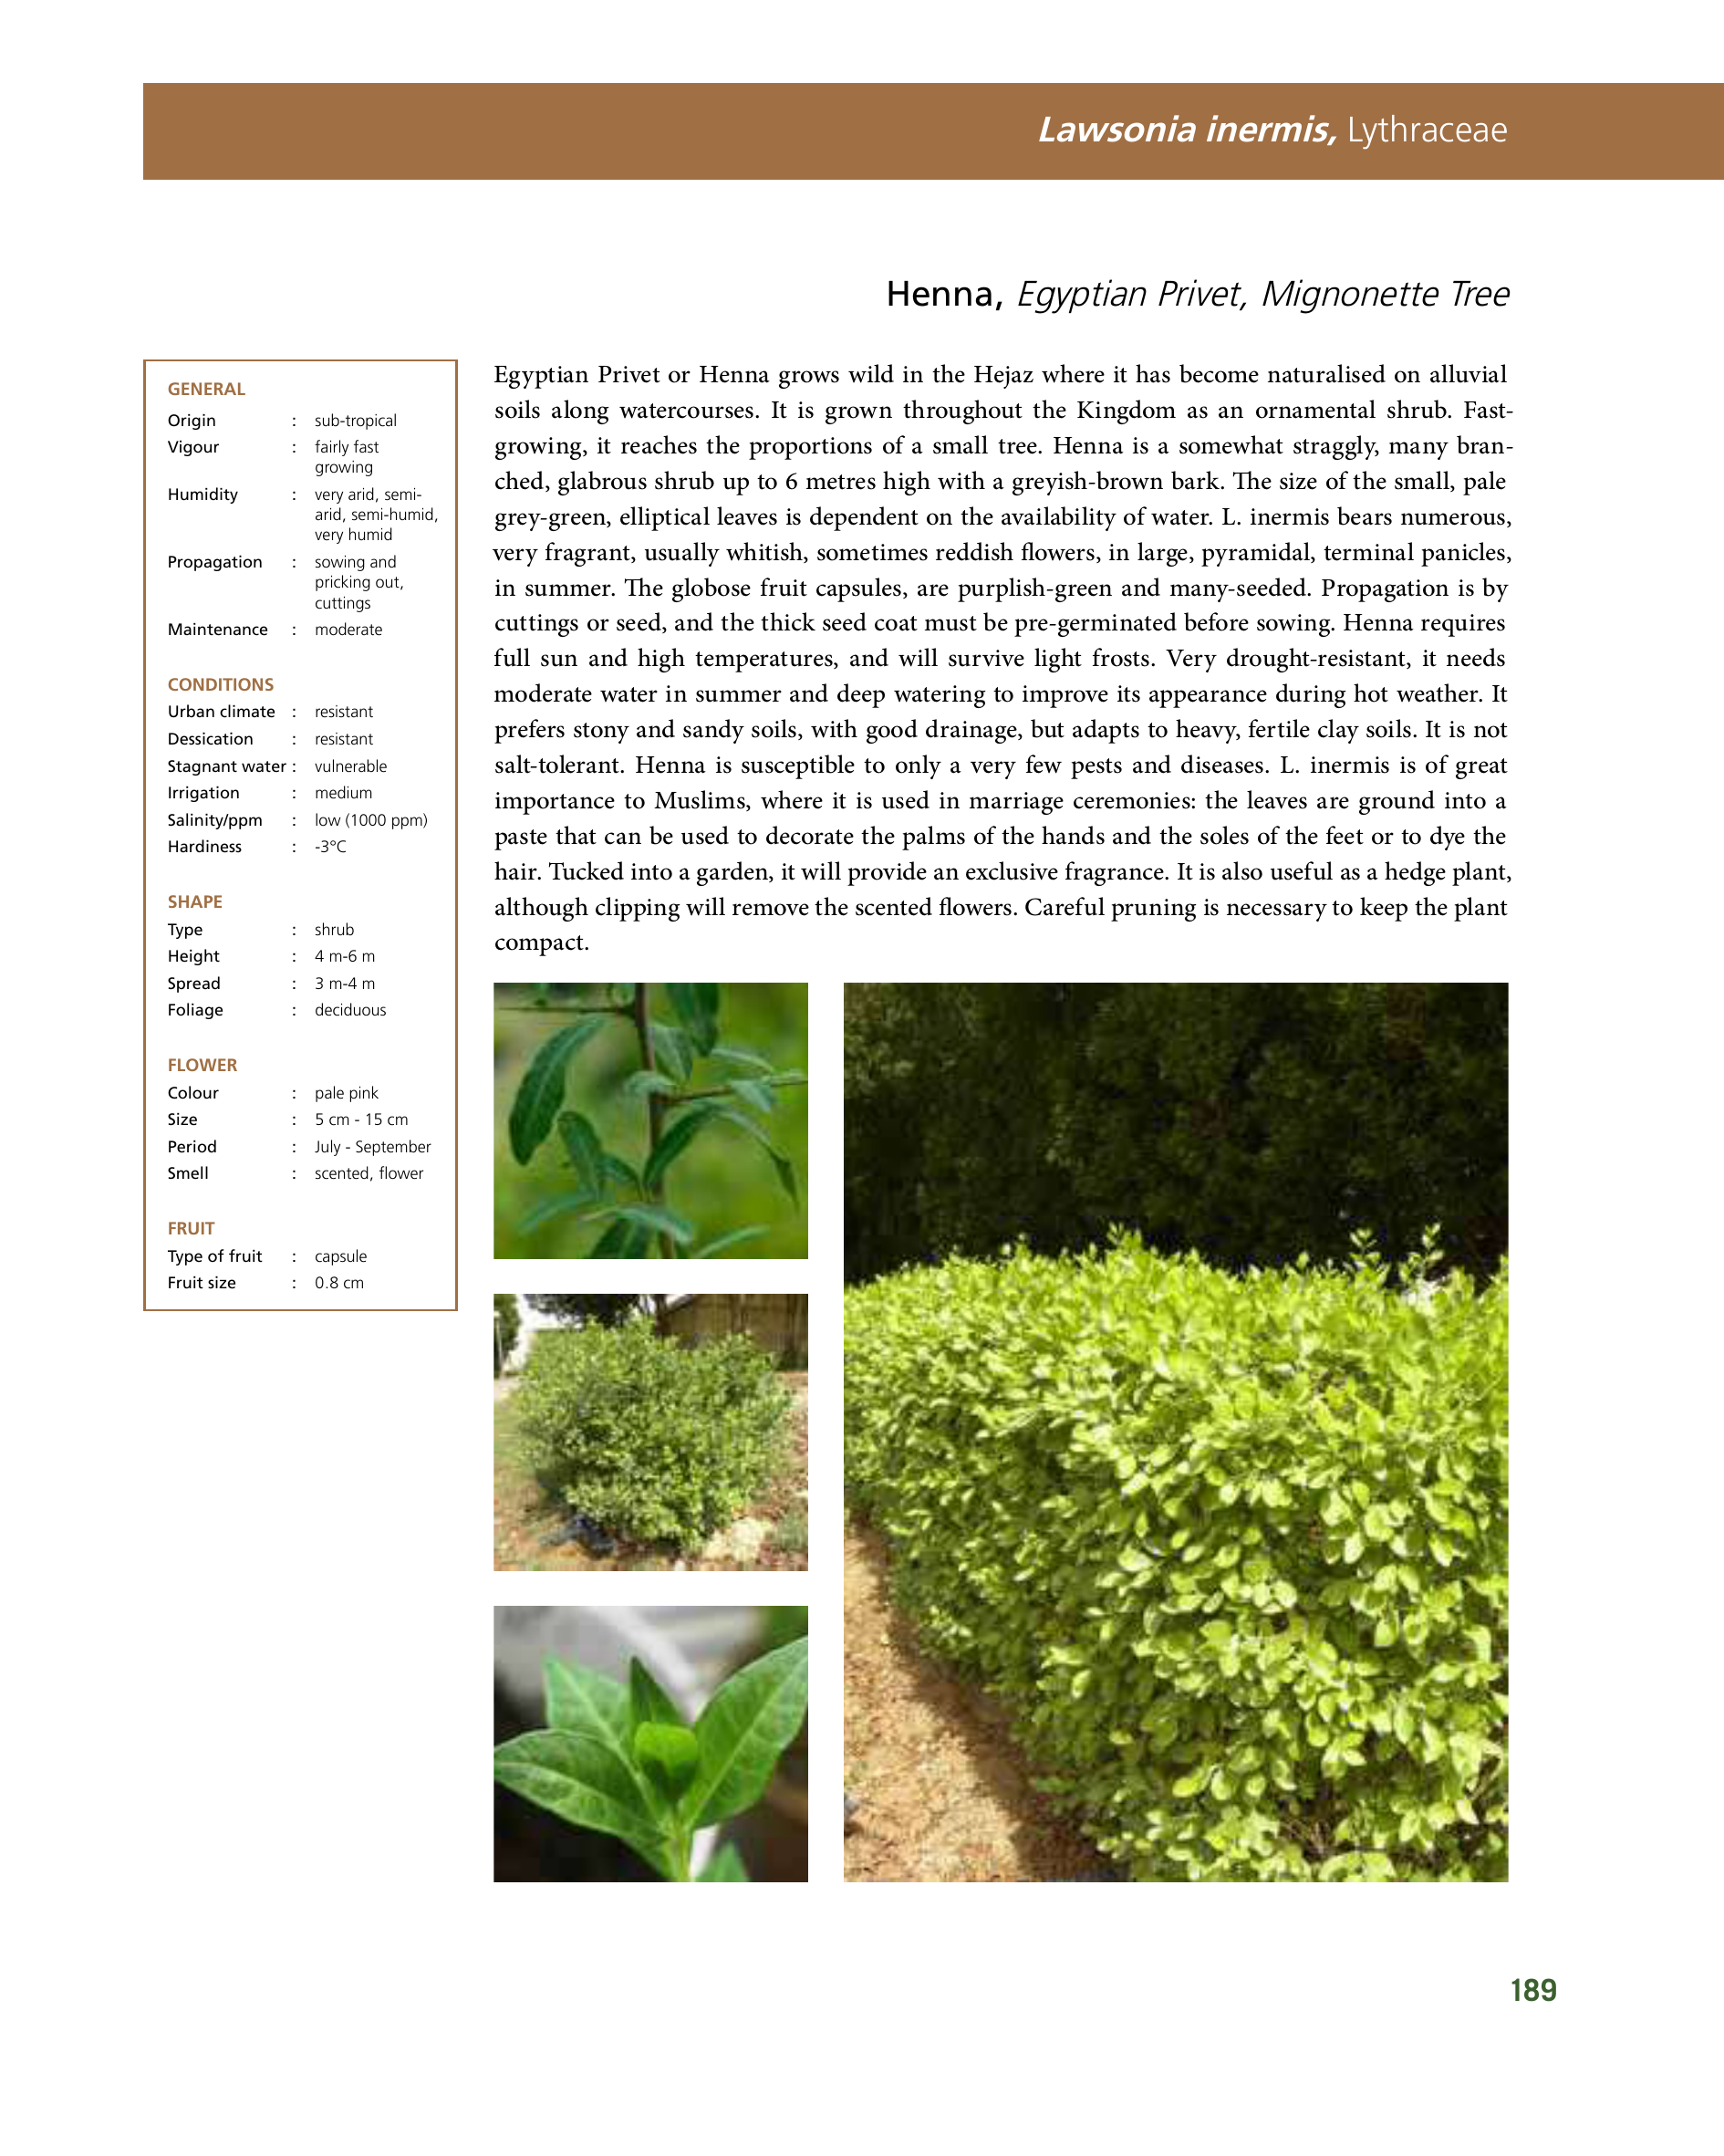 Lawsonia inermis, Lythraceae
Henna, Egyptian Privet, Mignonette Tree
GENERAL
Origin : sub-tropical
Vigour : fairly fast
growing
Humidity : very arid, semi-
arid, semi-humid,
very humid
Propagation : sowing and
pricking out,
cuttings
Maintenance : moderate
CONDITIONS
Urban climate : resistant
Dessication : resistant
Stagnant water : vulnerable
Irrigation : medium
Salinity/ppm : low (1000 ppm)
Hardiness : -3°C
SHAPE
Type : shrub
Height : 4 m-6 m
Spread : 3 m-4 m
Foliage : deciduous
FLOWER
Colour : pale pink
Size : 5 cm - 15 cm
Period : July - September
Smell : scented, flower
FRUIT
Type of fruit : capsule
Fruit size : 0.8 cm
Egyptian Privet or Henna grows wild in the Hejaz where it has become naturalised on alluvial
soils along watercourses. It is grown throughout the Kingdom as an ornamental shrub. Fast-
growing, it reaches the proportions of a small tree. Henna is a somewhat straggly, many bran-
ched, glabrous shrub up to 6 metres high with a greyish-brown bark. The size of the small, pale
grey-green, elliptical leaves is dependent on the availability of water. L. inermis bears numerous,
very fragrant, usually whitish, sometimes reddish flowers, in large, pyramidal, terminal panicles,
in summer. The globose fruit capsules, are purplish-green and many-seeded. Propagation is by
cuttings or seed, and the thick seed coat must be pre-germinated before sowing. Henna requires
full sun and high temperatures, and will survive light frosts. Very drought-resistant, it needs
moderate water in summer and deep watering to improve its appearance during hot weather. It
prefers stony and sandy soils, with good drainage, but adapts to heavy, fertile clay soils. It is not
salt-tolerant. Henna is susceptible to only a very few pests and diseases. L. inermis is of great
importance to Muslims, where it is used in marriage ceremonies: the leaves are ground into a
paste that can be used to decorate the palms of the hands and the soles of the feet or to dye the
hair. Tucked into a garden, it will provide an exclusive fragrance. It is also useful as a hedge plant,
although clipping will remove the scented flowers. Careful pruning is necessary to keep the plant
compact.
189